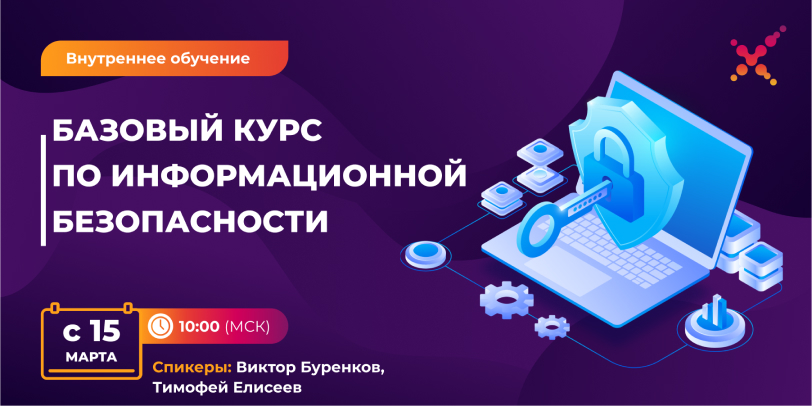 Внутреннее обучение
БАЗОВЫЙ КУРС
ПО ИНФОРМАЦИОННОЙ
БЕЗОПАСНОСТИ
с 15
МАРТА
10:00 (МСК)
Спикеры: Виктор Буренков,
Тимофей Елисеев